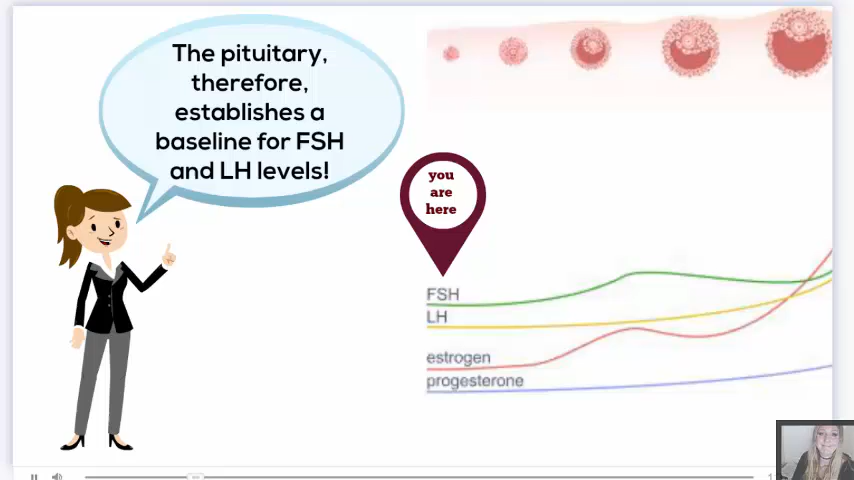 The pituitary,
therefore,
establishes a
baseline for FSH
and LH levels!
you
are
here
FSH
LH
estrogen
progesterone